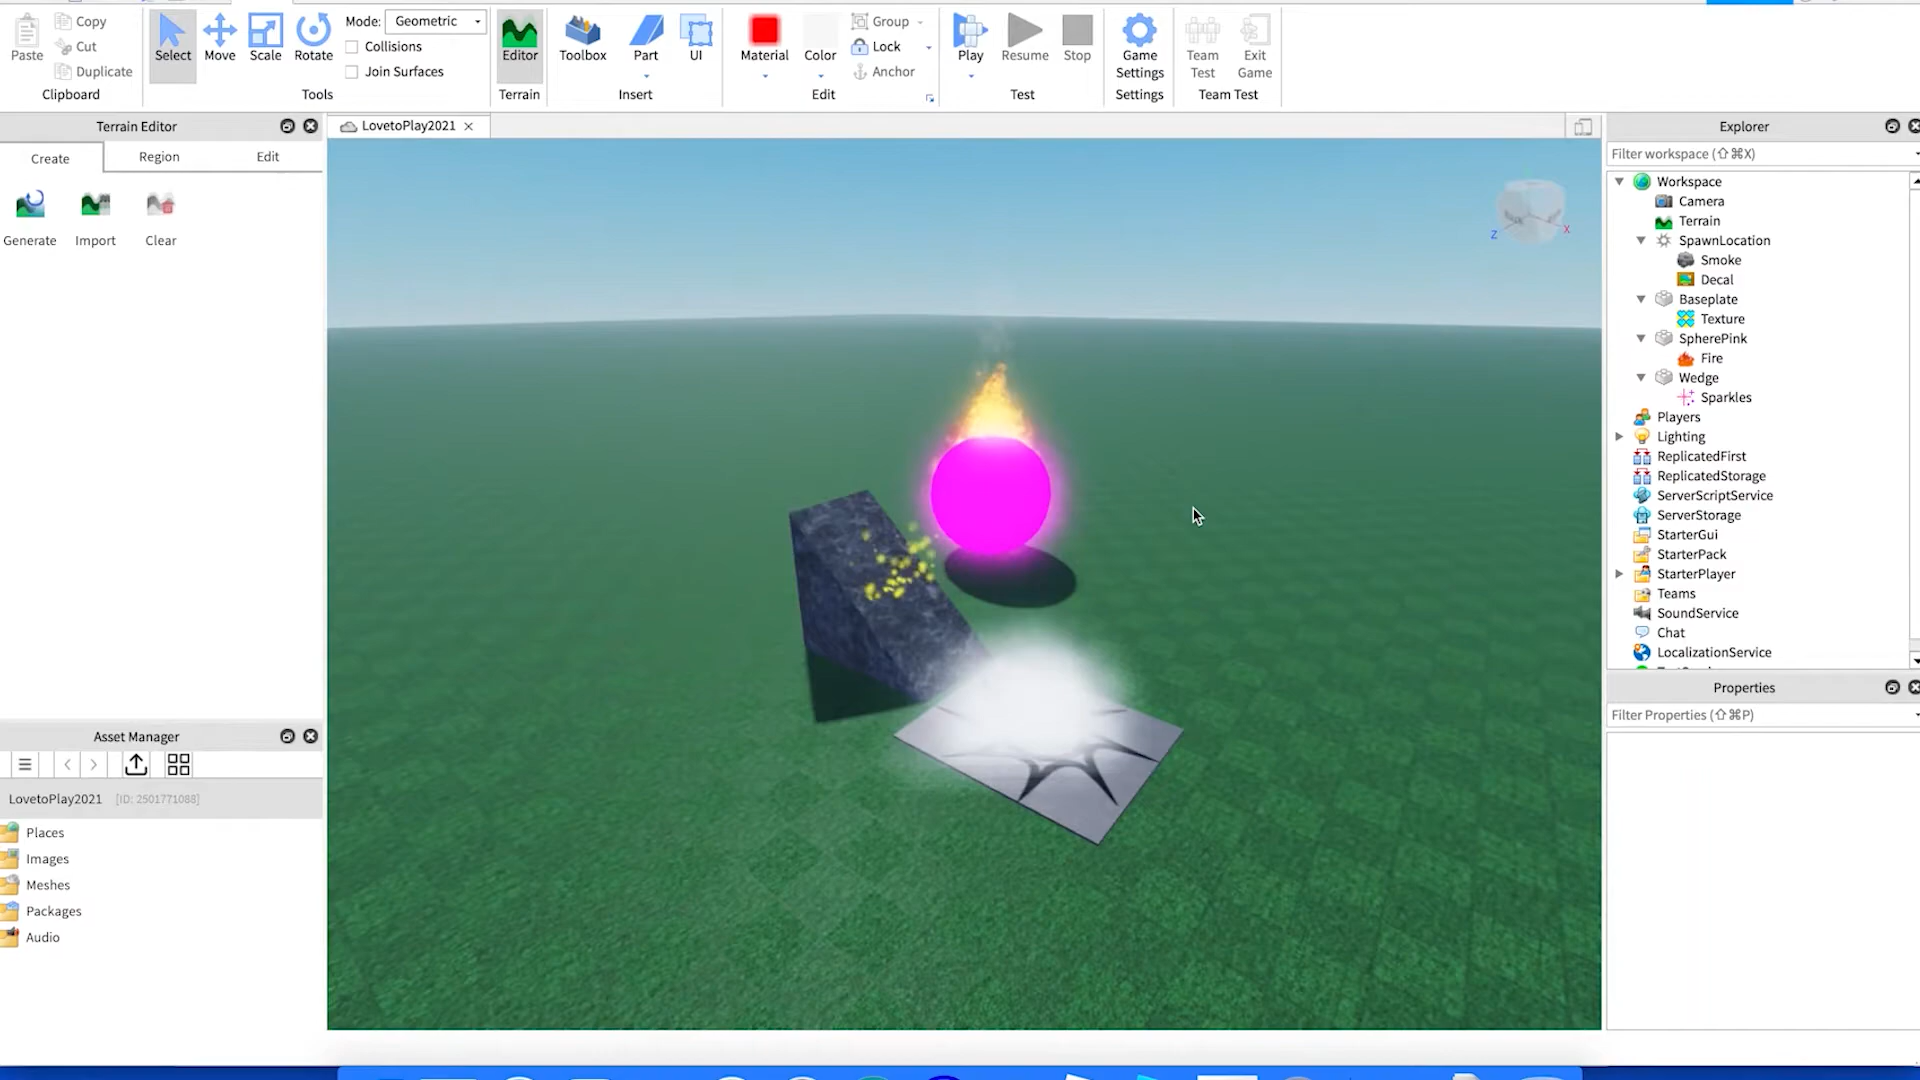 Paste
Copy
Cut
Duplicate
Clipboard
Select
Move
Scale
Rotate
Mode: Geometric
Collisions
Join Surfaces
Tools
Editor
Terrain
Toolbox
Part
UI
Insert
Material
Color
Group
Lock
Anchor
Edit
Play
Resume
Stop
Test
Game
Settings
Settings
Team
Test
Exit
Game
Team Test
Terrain Editor
Create
Region
Edit
Generate
Import
Clear
LovetoPlay2021
Z
X
Asset Manager
LovetoPlay2021 [ID: 2501771088]
Places
Images
Meshes
Packages
Audio
Explorer
Filter workspace (⇧⌘X)
Workspace
Camera
Terrain
SpawnLocation
Smoke
Decal
Baseplate
Texture
SpherePink
Fire
Wedge
Sparkles
Players
Lighting
ReplicatedFirst
ReplicatedStorage
ServerScriptService
ServerStorage
StarterGui
StarterPack
StarterPlayer
Teams
SoundService
Chat
LocalizationService
Properties
Filter Properties (⇧⌘P)